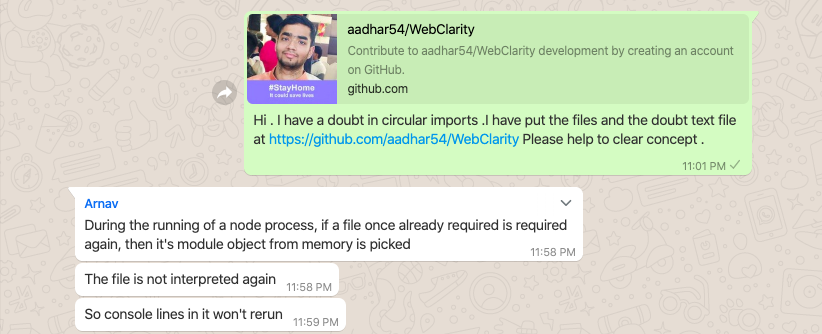 aadhar54/WebClarity
Contribute to aadhar54/WebClarity development by creating an account
on GitHub.
github.com
#StayHome
It could save lives
Hi . I have a doubt in circular imports .I have put the files and the doubt text file
at https://github.com/aadhar54/WebClarity Please help to clear concept .
11:01 PM
Arnav
During the running of a node process, if a file once already required is required
again, then it's module object from memory is picked
11:58 PM
The file is not interpreted again
11:58 PM
So console lines in it won't rerun
11:59 PM